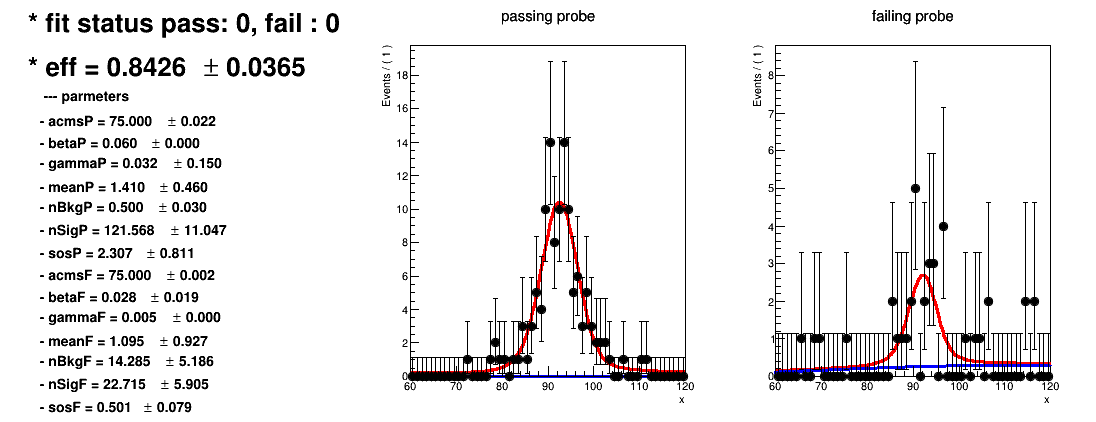 * fit status pass: 0, fail : 0
* eff = 0.8426 ± 0.0365
--- parmeters
- acmsP = 75.000 ± 0.022
- betaP = 0.060 ± 0.000
- gammaP = 0.032 ± 0.150
- meanP = 1.410 ± 0.460
- nBkgP = 0.500 ± 0.030
- nSigP = 121.568 ± 11.047
- sosP = 2.307 ± 0.811
- acmsF = 75.000 ± 0.002
- betaF = 0.028 ± 0.019
- gammaF = 0.005 ± 0.000
- meanF = 1.095 ± 0.927
- nBkgF = 14.285 ± 5.186
- nSigF = 22.715 ± 5.905
- sosF = 0.501 ± 0.079
passing probe
Events / ( 1 )
18
16
14
12
10
8
6
4
2
0
60 70 80 90 100 110 120
x
failing probe
Events / ( 1 )
8
7
6
5
4
3
2
1
0
60 70 80 90 100 110 120
x